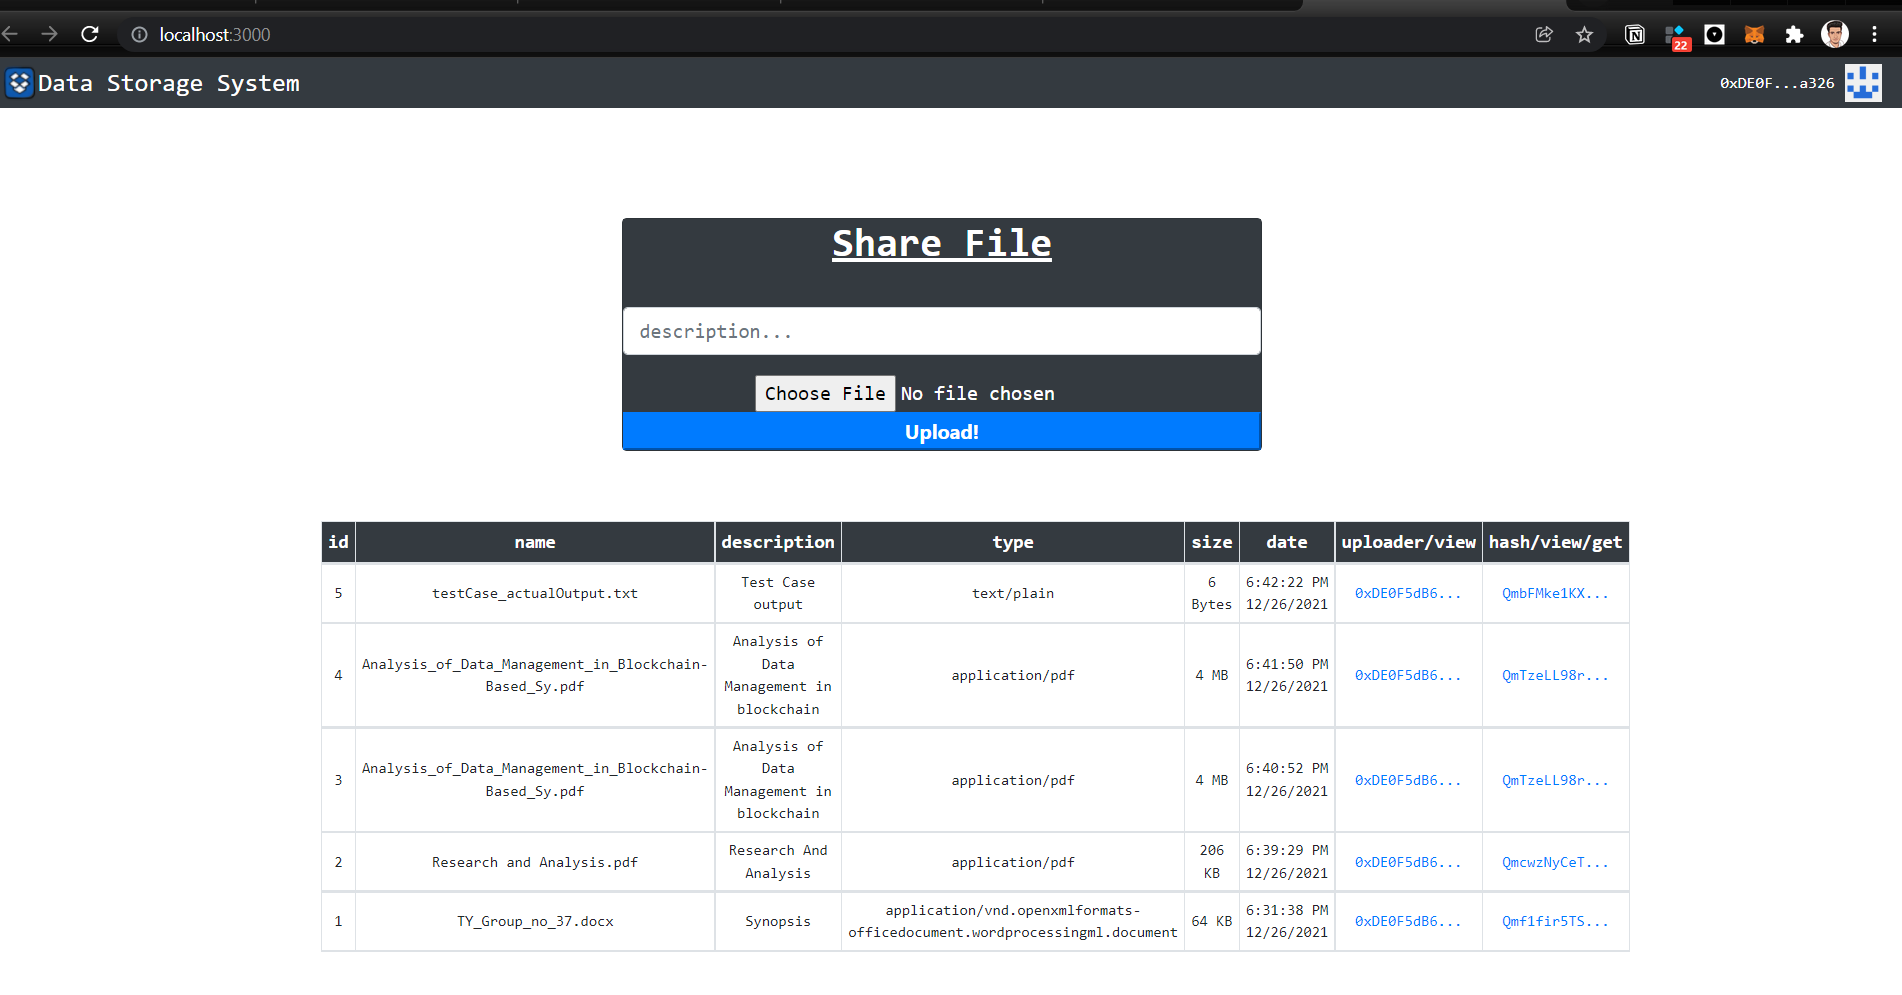 localhost:3000
22
Data Storage System
0xDE0F...a326
Share File
description...
Choose File No file chosen
Upload!
id name description type size date uploader/view hash/view/get
5 testCase_actualOutput.txt Test Case output text/plain 6 Bytes 6:42:22 PM 12/26/2021 0xDE0F5dB6... QmbFMke1KX...
4 Analysis_of_Data_Management_in_Blockchain-Based_Sy.pdf Analysis of Data Management in blockchain application/pdf 4 MB 6:41:50 PM 12/26/2021 0xDE0F5dB6... QmTzeLL98r...
3 Analysis_of_Data_Management_in_Blockchain-Based_Sy.pdf Analysis of Data Management in blockchain application/pdf 4 MB 6:40:52 PM 12/26/2021 0xDE0F5dB6... QmTzeLL98r...
2 Research and Analysis.pdf Research And Analysis application/pdf 206 KB 6:39:29 PM 12/26/2021 0xDE0F5dB6... QmcwzNyCeT...
1 TY_Group_no_37.docx Synopsis application/vnd.openxmlformats-officedocument.wordprocessingml.document 64 KB 6:31:38 PM 12/26/2021 0xDE0F5dB6... Qmf1fir5TS...